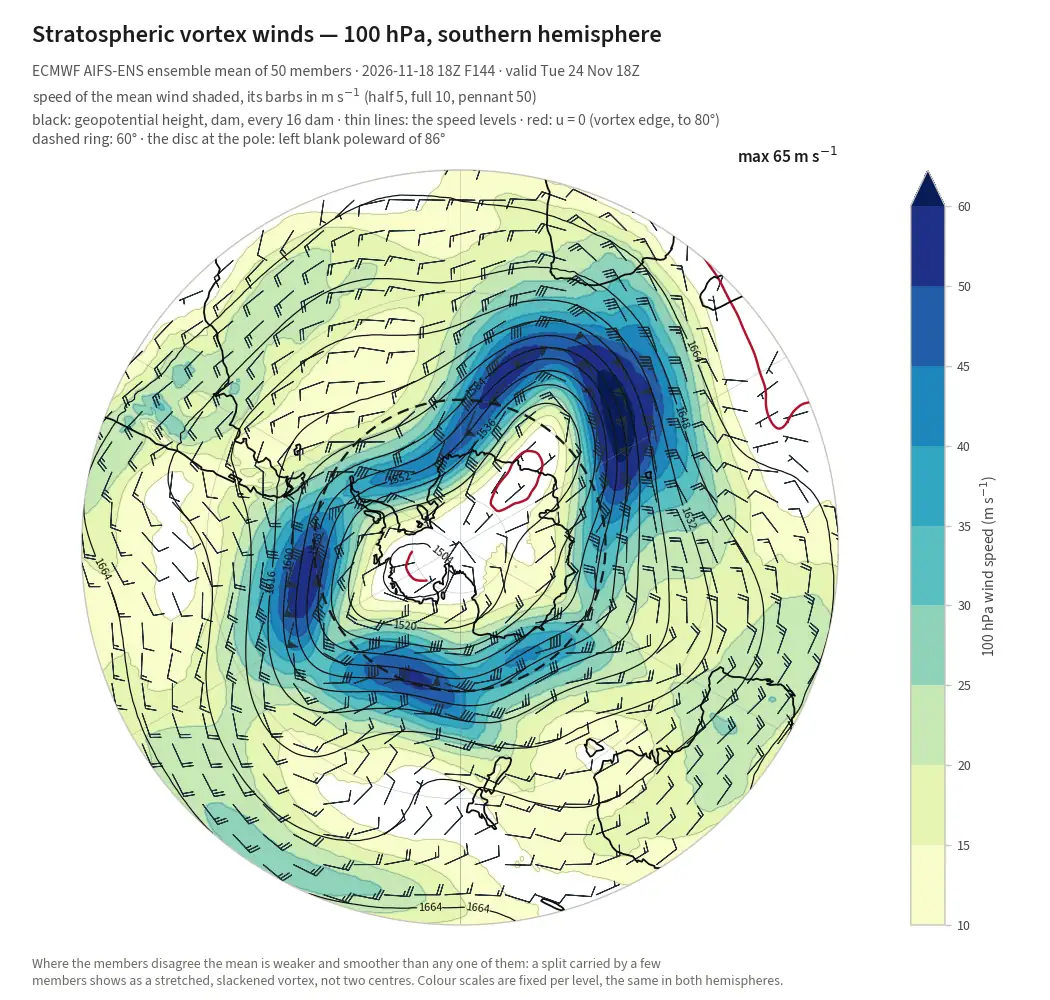 Stratospheric vortex winds — 100 hPa, southern hemisphere
ECMWF AIFS-ENS ensemble mean of 50 members · 2026-11-18 18Z F144 · valid Tue 24 Nov 18Z
speed of the mean wind shaded, its barbs in m s⁻¹ (half 5, full 10, pennant 50)
black: geopotential height, dam, every 16 dam · thin lines: the speed levels · red: u = 0 (vortex edge, to 80°)
dashed ring: 60° · the disc at the pole: left blank poleward of 86°
max 65 m s⁻¹
60
50
45
40
35
30
25
20
15
10
100 hPa wind speed (m s⁻¹)
1664
1648
1632
1584
1536
1552
1504
1600
1616
1520
1664
1664
1664
Where the members disagree the mean is weaker and smoother than any one of them: a split carried by a few
members shows as a stretched, slackened vortex, not two centres. Colour scales are fixed per level, the same in both hemispheres.